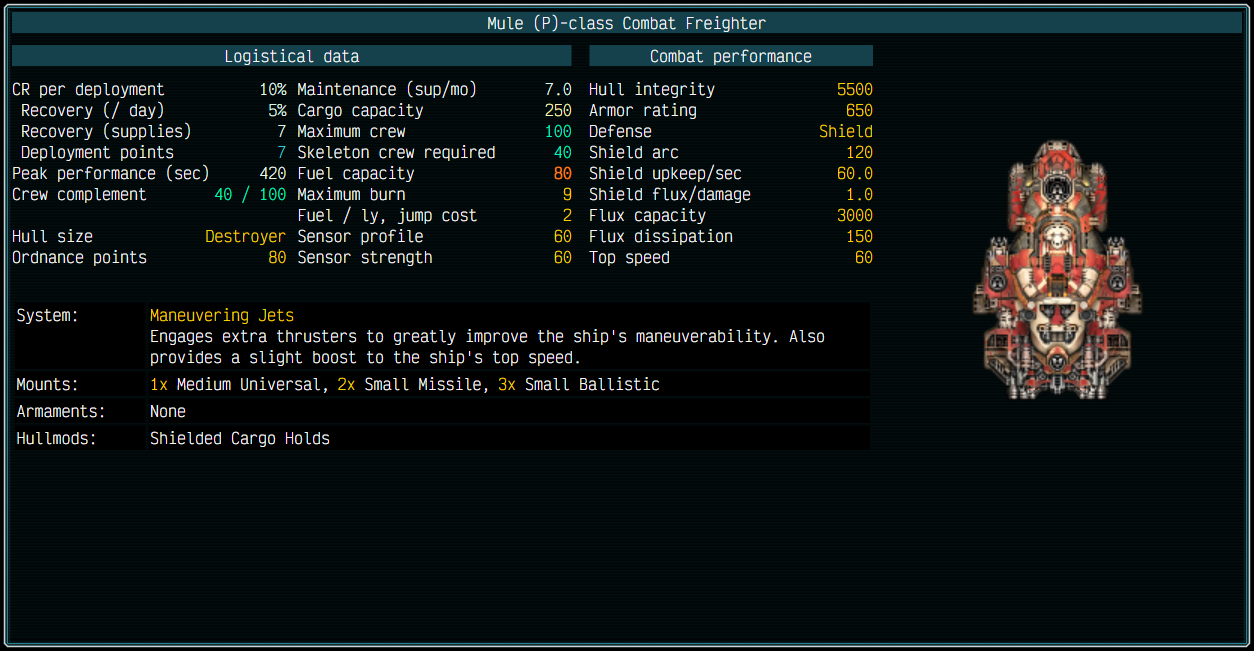 Mule (P)-class Combat Freighter
Logistical data
CR per deployment 10%
Recovery (/ day) 5%
Recovery (supplies) 7
Deployment points 7
Peak performance (sec) 420
Crew complement 40 / 100
Hull size Destroyer
Ordnance points 80
Maintenance (sup/mo) 7.0
Cargo capacity 250
Maximum crew 100
Skeleton crew required 40
Fuel capacity 80
Maximum burn 9
Fuel / ly, jump cost 2
Sensor profile 60
Sensor strength 60
Combat performance
Hull integrity 5500
Armor rating 650
Defense Shield
Shield arc 120
Shield upkeep/sec 60.0
Shield flux/damage 1.0
Flux capacity 3000
Flux dissipation 150
Top speed 60
System: Maneuvering Jets
Engages extra thrusters to greatly improve the ship's maneuverability. Also
provides a slight boost to the ship's top speed.
Mounts: 1x Medium Universal, 2x Small Missile, 3x Small Ballistic
Armaments: None
Hullmods: Shielded Cargo Holds